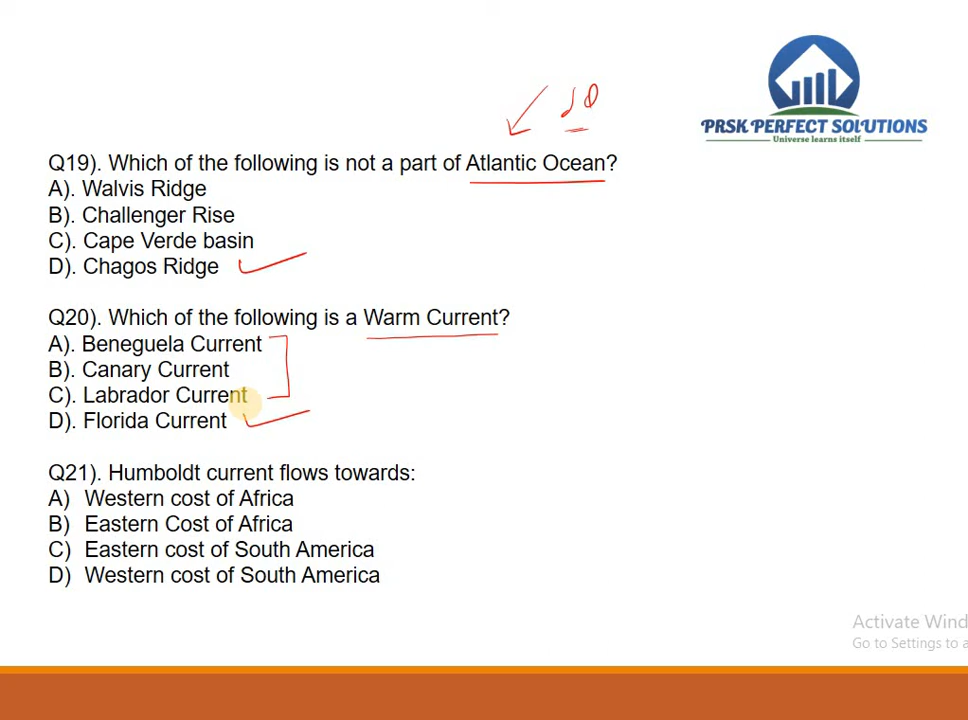 PRSK PERFECT SOLUTIONS
Universe learns itself
Q19). Which of the following is not a part of Atlantic Ocean?
A). Walvis Ridge
B). Challenger Rise
C). Cape Verde basin
D). Chagos Ridge
Q20). Which of the following is a Warm Current?
A). Beneguela Current
B). Canary Current
C). Labrador Current
D). Florida Current
Q21). Humboldt current flows towards:
A) Western cost of Africa
B) Eastern Cost of Africa
C) Eastern cost of South America
D) Western cost of South America
Activate Wind
Go to Settings to a